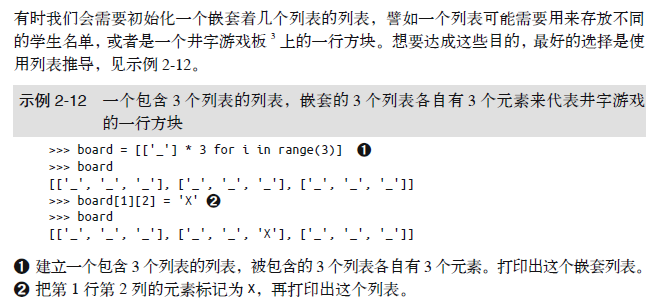 有时我们会需要初始化一个嵌套着几个列表的列表，譬如一个列表可能需要用来存放不同
的学生名单，或者是一个井字游戏板³上的一行方块。想要达成这些目的，最好的选择是使
用列表推导，见示例 2-12。
示例 2-12 一个包含 3 个列表的列表，嵌套的 3 个列表各自有 3 个元素来代表井字游戏
的一行方块
>>> board = [['_'] * 3 for i in range(3)] ❶
>>> board
[['_', '_', '_'], ['_', '_', '_'], ['_', '_', '_']]
>>> board[1][2] = 'X' ❷
>>> board
[['_', '_', '_'], ['_', '_', 'X'], ['_', '_', '_']]
❶ 建立一个包含 3 个列表的列表，被包含的 3 个列表各自有 3 个元素。打印出这个嵌套列表。
❷ 把第 1 行第 2 列的元素标记为 X，再打印出这个列表。